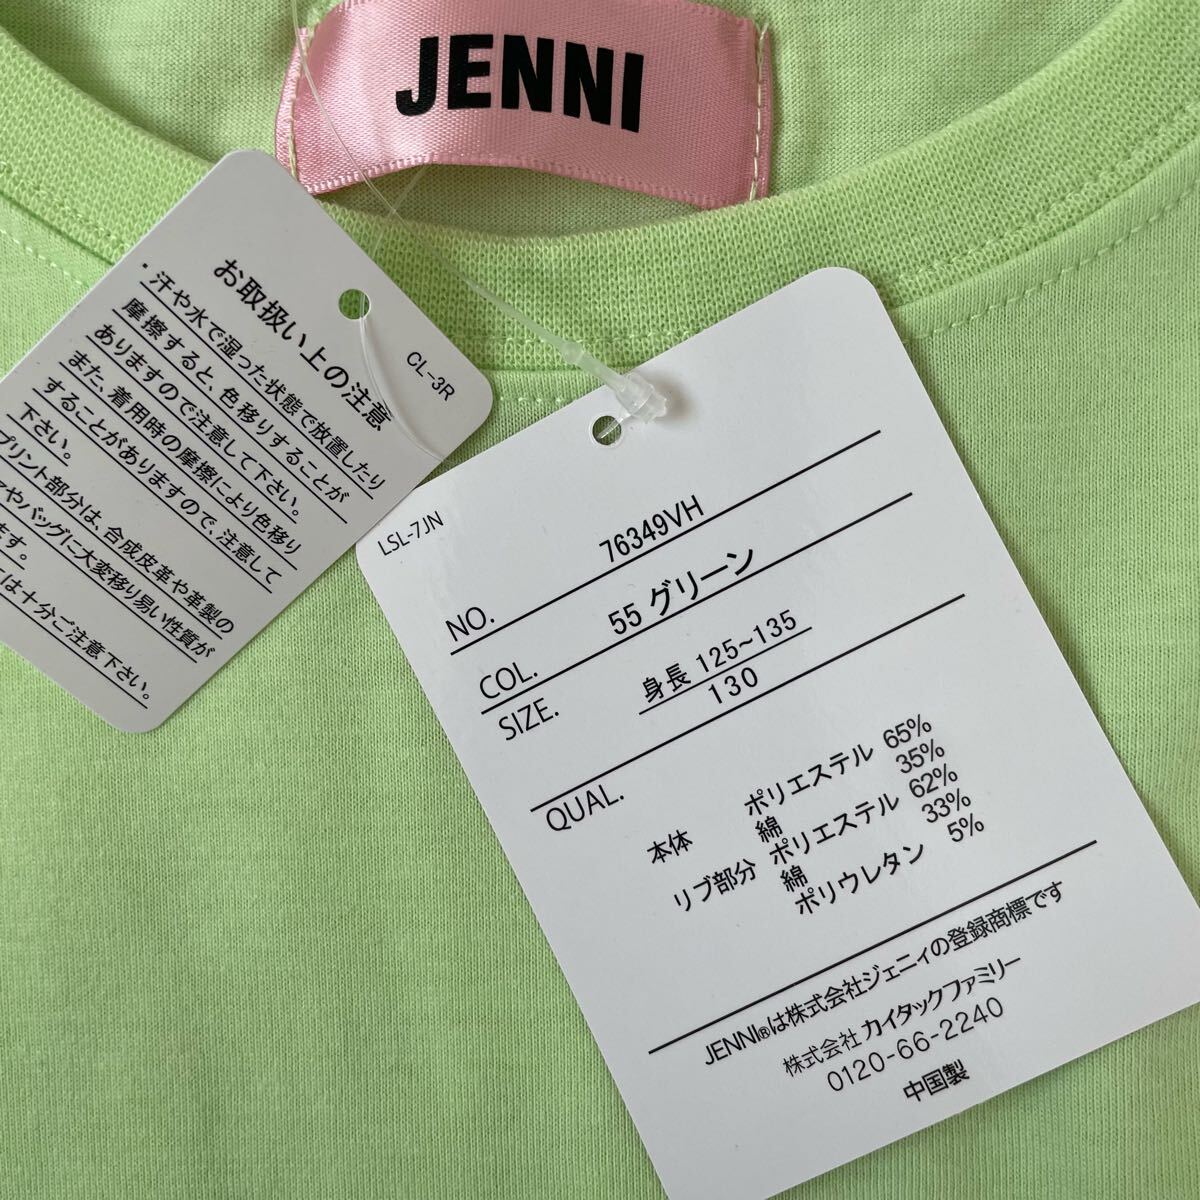 JENNI
CL-3R
お取扱い上の注意
・汗や水で湿った状態で放置したり
摩擦すると、色移りすることが
ありますので注意して下さい。
また、着用時の摩擦により色移り
することがありますので、注意して
下さい。
プリント部分は、合成皮革や革製の
やバッグに大変移り易い性質が
ます。
は十分ご注意下さい。
LSL-7JN
NO. 76349VH
COL. 55 グリーン
SIZE. 身長 125~135
130
QUAL.
本体 ポリエステル 65%
綿 35%
リブ部分 ポリエステル 62%
綿 33%
ポリウレタン 5%
JENNI®は株式会社ジェニィの登録商標です
株式会社 カイタックファミリー
0120-66-2240
中国製